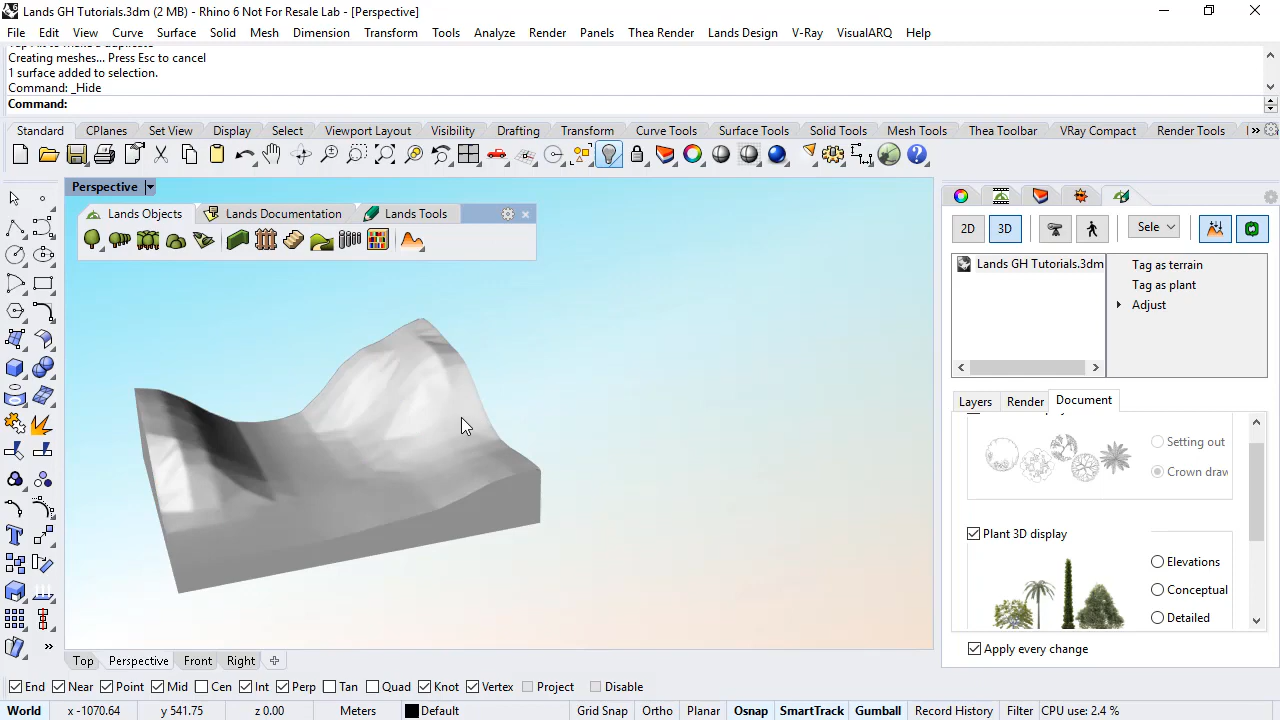 Lands GH Tutorials.3dm (2 MB) - Rhino 6 Not For Resale Lab - [Perspective]
File Edit View Curve Surface Solid Mesh Dimension Transform Tools Analyze Render Panels Thea Render Lands Design V-Ray VisualARQ Help
Creating meshes... Press Esc to cancel
1 surface added to selection.
Command: _Hide
Command:
Standard CPlanes Set View Display Select Viewport Layout Visibility Drafting Transform Curve Tools Surface Tools Solid Tools Mesh Tools Thea Toolbar VRay Compact Render Tools
Perspective
Lands Objects Lands Documentation Lands Tools
2D 3D Sele
Lands GH Tutorials.3dm
Tag as terrain
Tag as plant
Adjust
Layers Render Document
Setting out
Crown draw
Plant 3D display
Elevations
Conceptual
Detailed
Apply every change
Top Perspective Front Right
End Near Point Mid Cen Int Perp Tan Quad Knot Vertex Project Disable
World x -1070.64 y 541.75 z 0.00 Meters Default Grid Snap Ortho Planar Osnap SmartTrack Gumball Record History Filter CPU use: 2.4 %